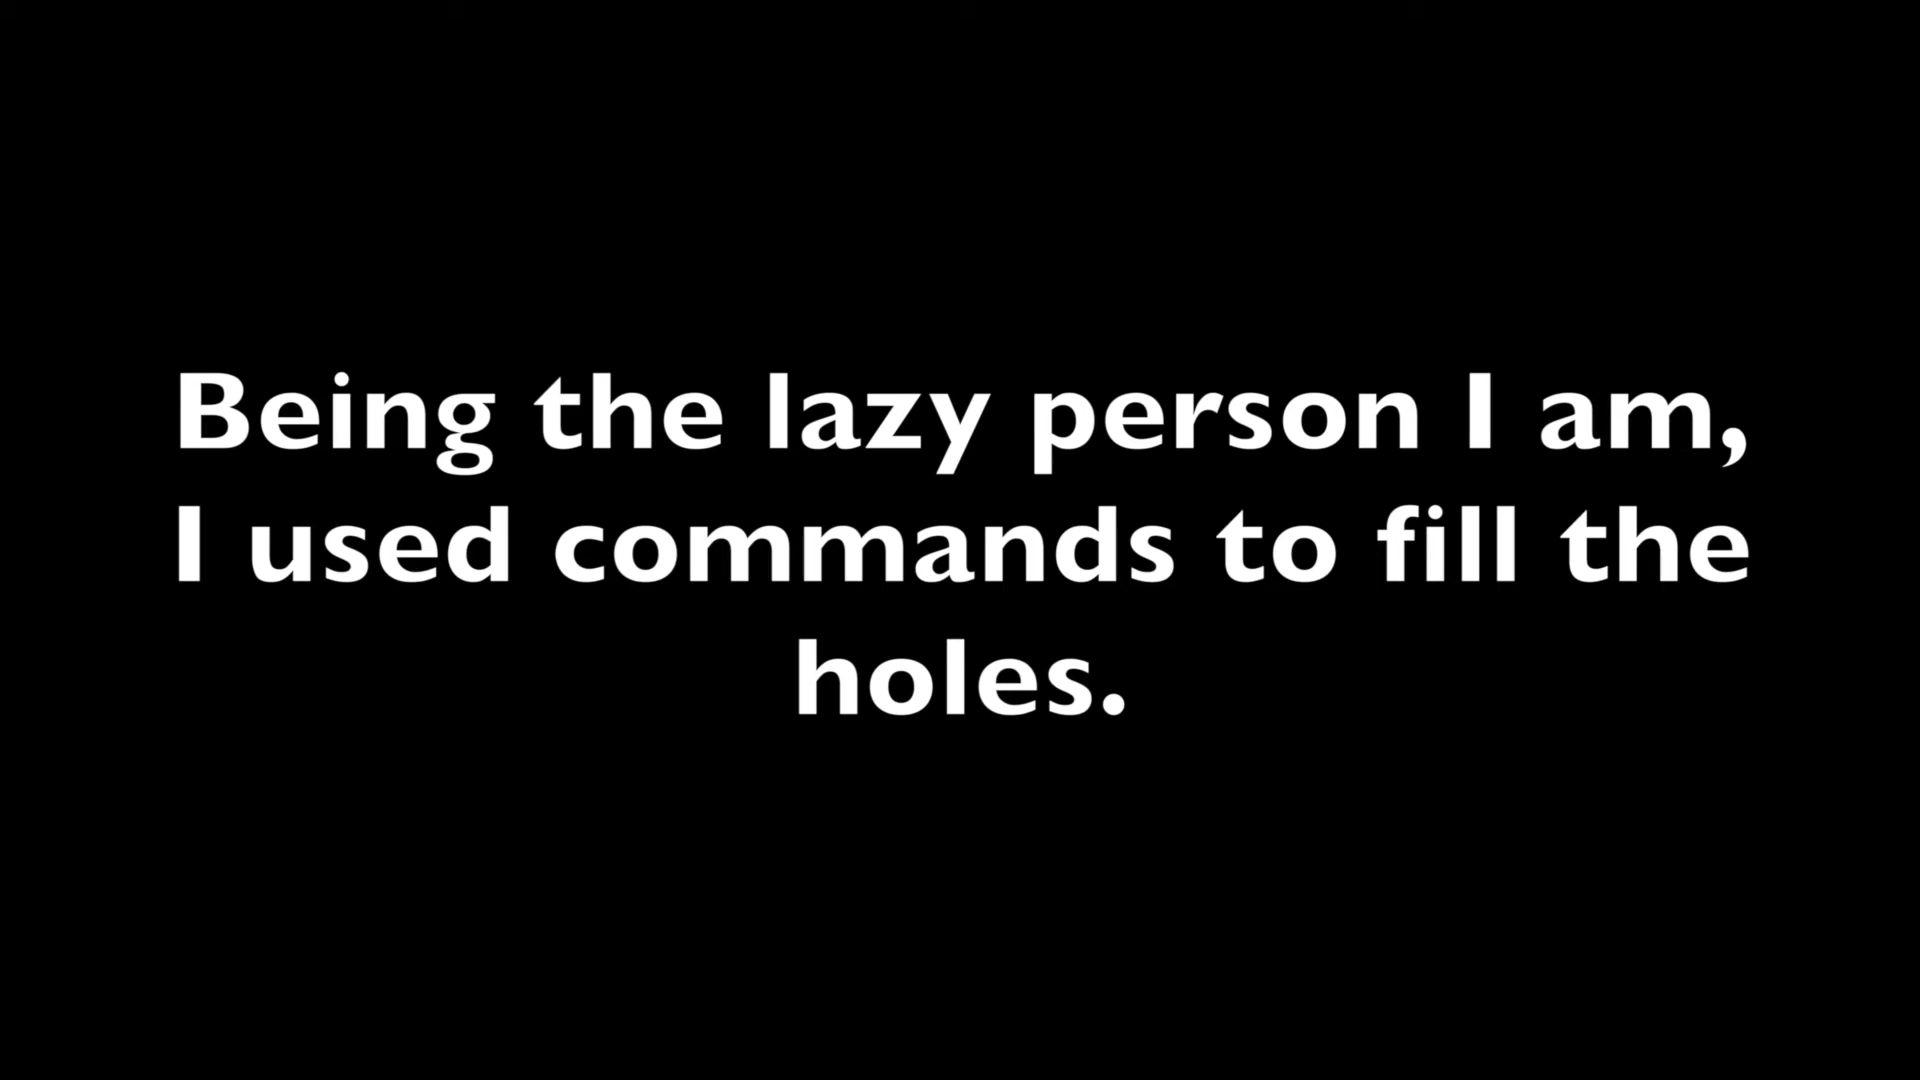 Being the lazy person I am,
I used commands to fill the
holes.